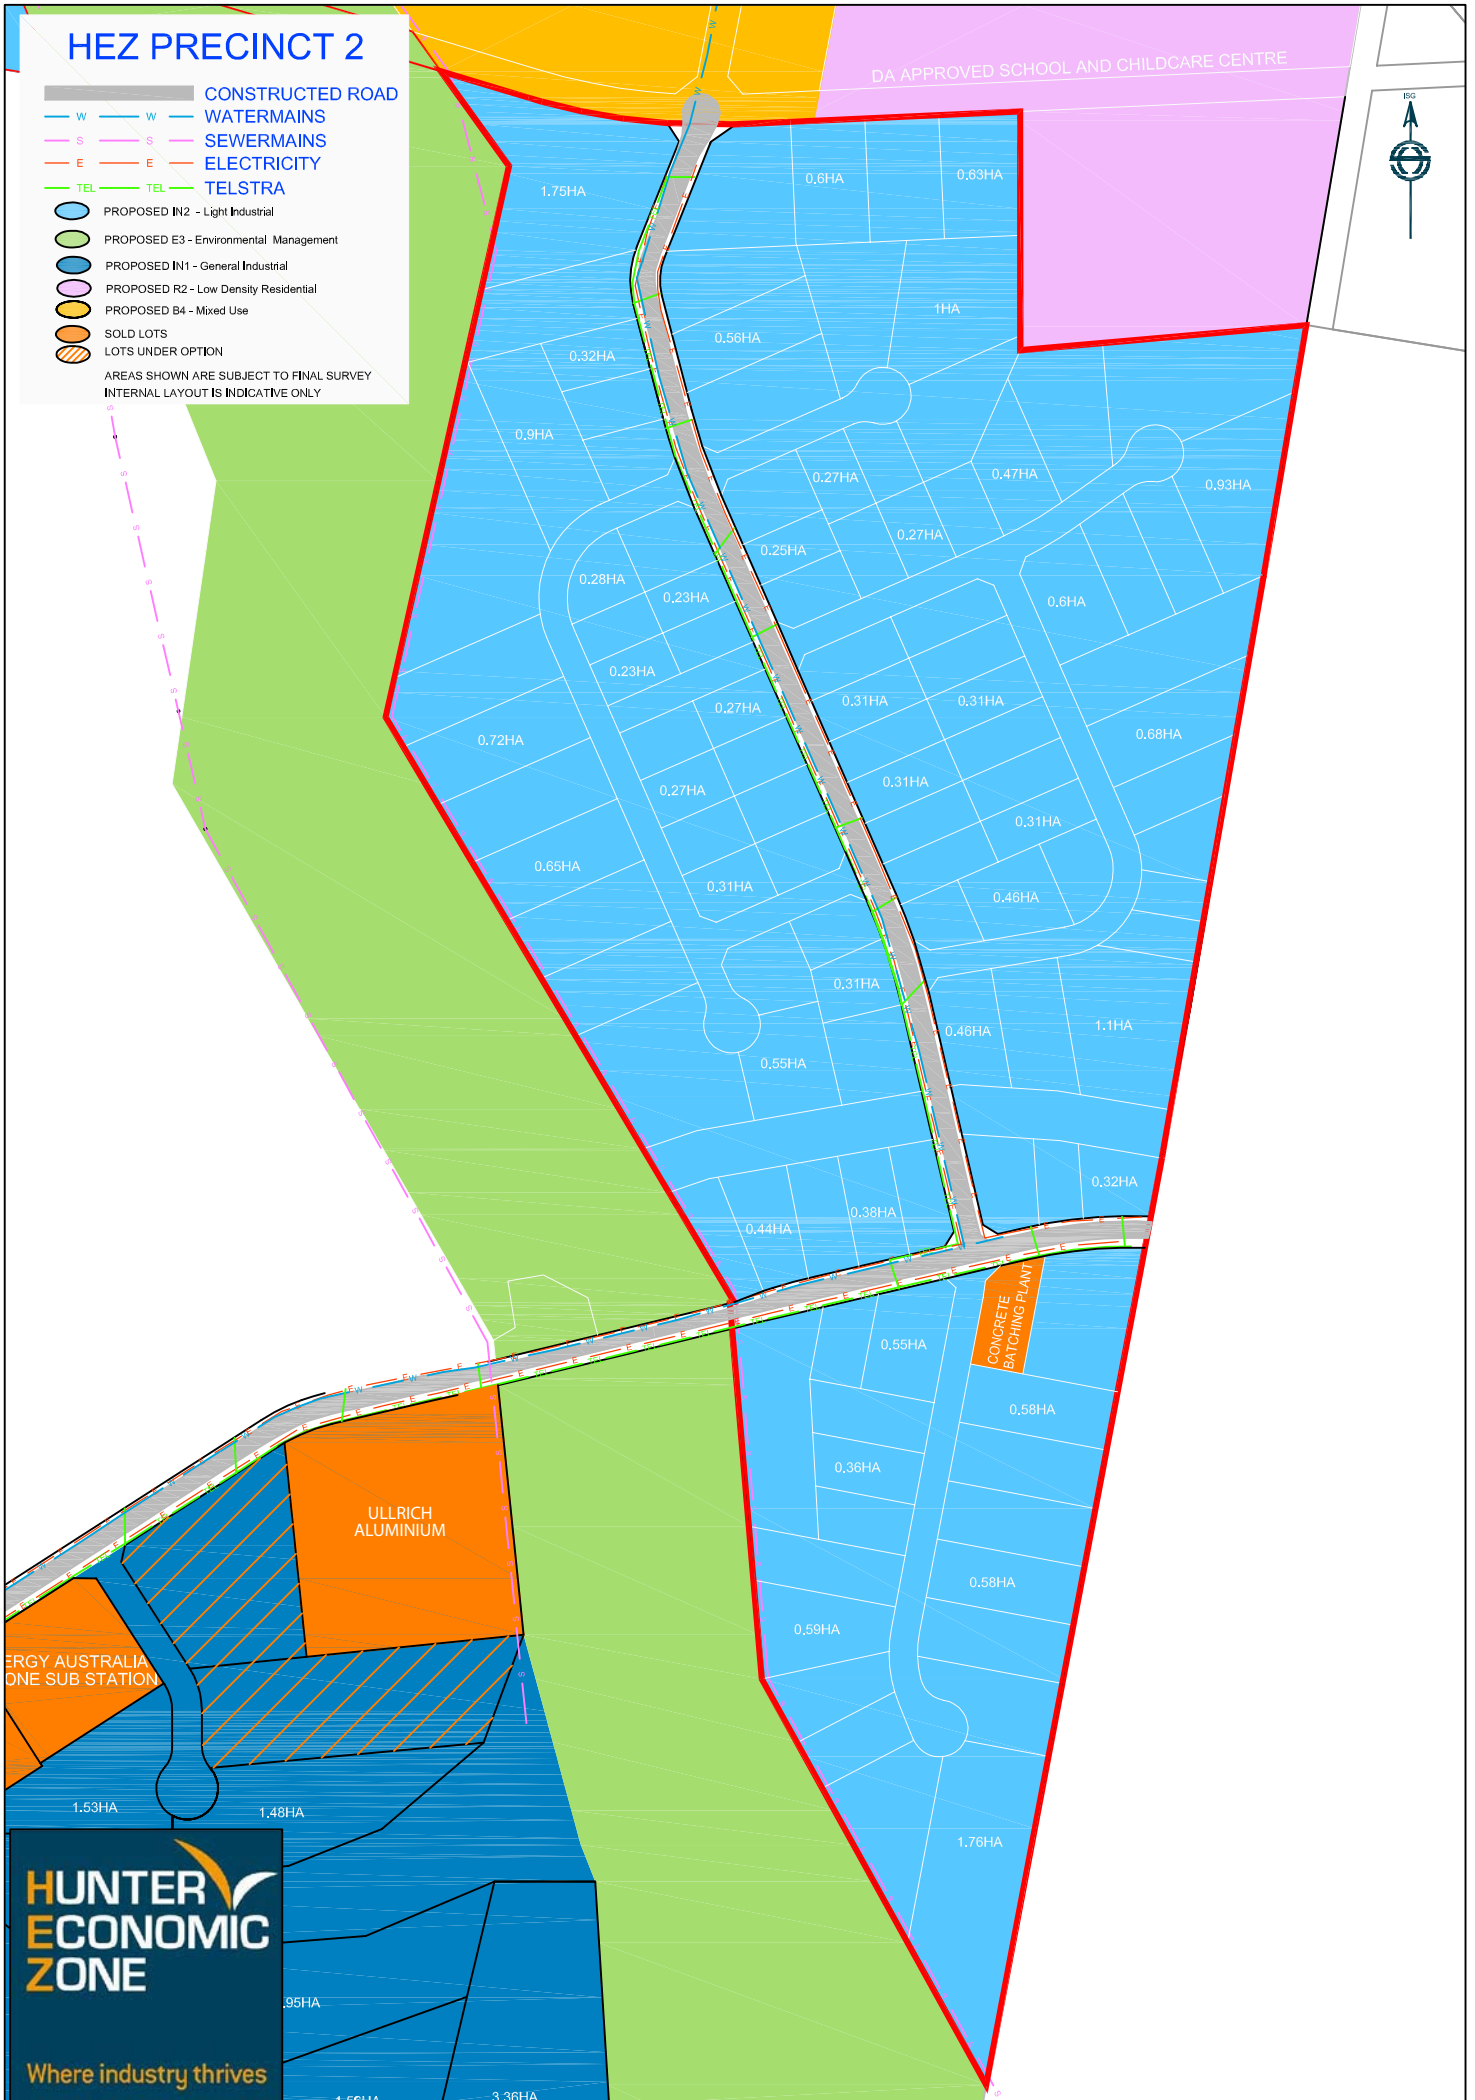 HEZ PRECINCT 2
CONSTRUCTED ROAD
W W WATERMAINS
S S SEWERMAINS
E E ELECTRICITY
TEL TEL TELSTRA
PROPOSED IN2 - Light Industrial
PROPOSED E3 - Environmental Management
PROPOSED IN1 - General Industrial
PROPOSED R2 - Low Density Residential
PROPOSED B4 - Mixed Use
SOLD LOTS
LOTS UNDER OPTION
AREAS SHOWN ARE SUBJECT TO FINAL SURVEY
INTERNAL LAYOUT IS INDICATIVE ONLY
DA APPROVED SCHOOL AND CHILDCARE CENTRE
ISG
1.75HA
0.6HA
0.63HA
1HA
0.56HA
0.32HA
0.9HA
0.27HA
0.47HA
0.93HA
0.27HA
0.25HA
0.28HA
0.23HA
0.6HA
0.23HA
0.27HA
0.31HA
0.31HA
0.72HA
0.68HA
0.27HA
0.31HA
0.31HA
0.65HA
0.31HA
0.46HA
0.31HA
0.46HA
1.1HA
0.55HA
0.32HA
0.38HA
0.44HA
CONCRETE
BATCHING PLANT
0.55HA
0.58HA
0.36HA
0.58HA
0.59HA
1.76HA
ULLRICH
ALUMINIUM
ERGY AUSTRALIA
ONE SUB STATION
1.53HA
1.48HA
.95HA
3.36HA
HUNTER
ECONOMIC
ZONE
Where industry thrives